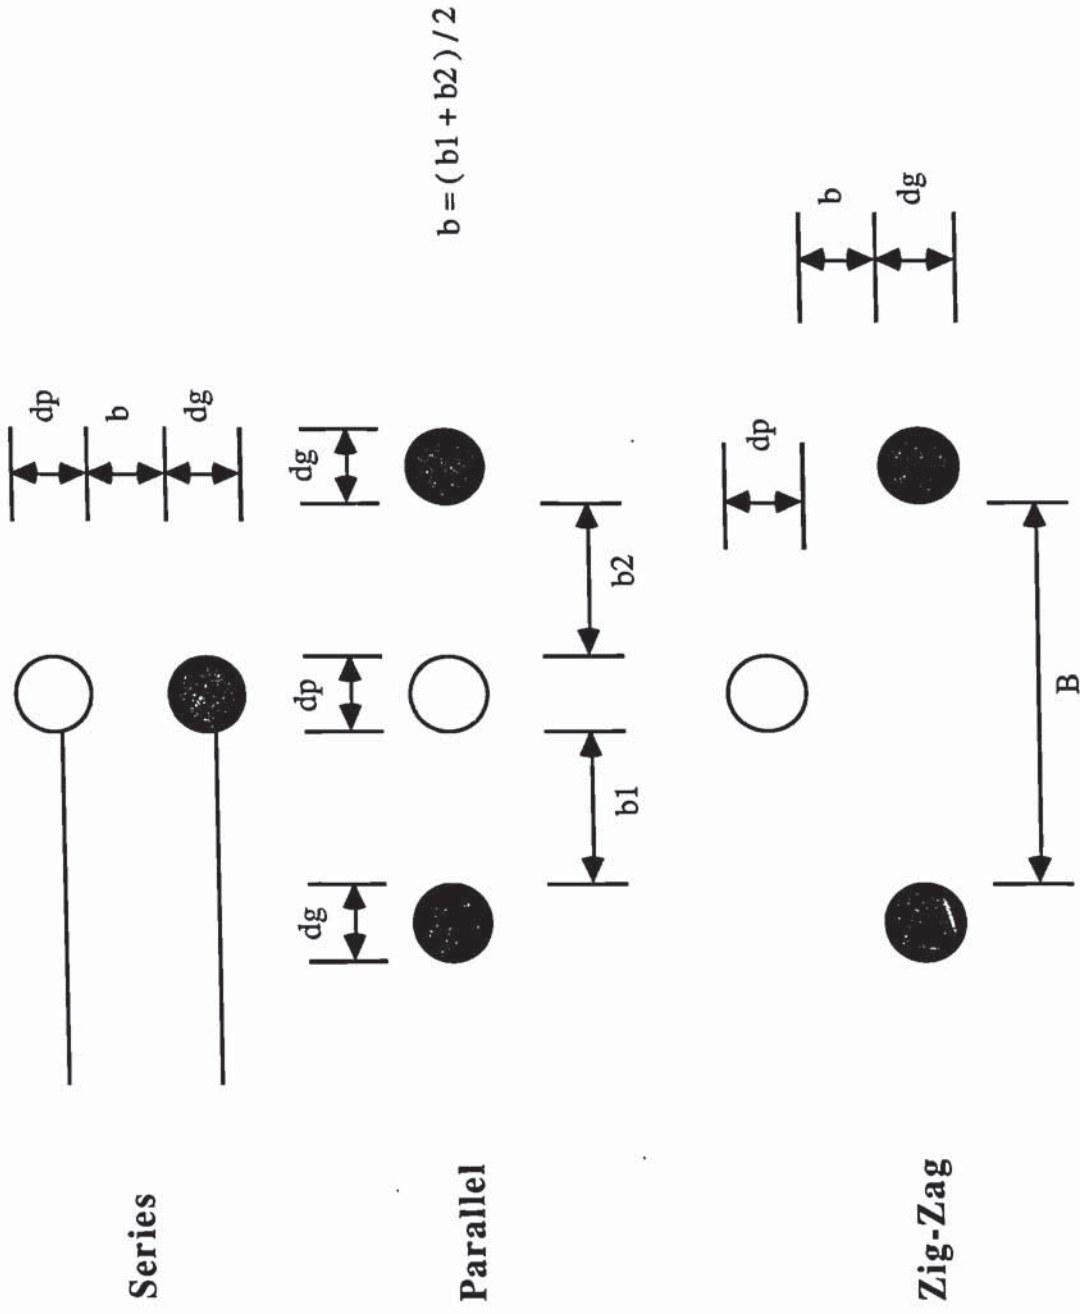 Series
dp
b
dg
dg
dp
dg
Parallel
b = ( b1 + b2 ) / 2
b1
b2
dp
b
dg
Zig-Zag
B